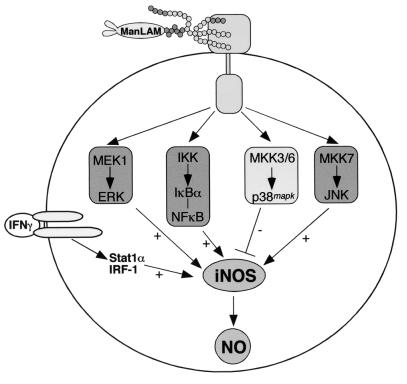 ManLAM
MEK1
ERK
IKK
IκBα
NFκB
MKK3/6
p38mapk
MKK7
JNK
IFNγ
Stat1α
IRF-1
+
+
+
-
+
iNOS
NO